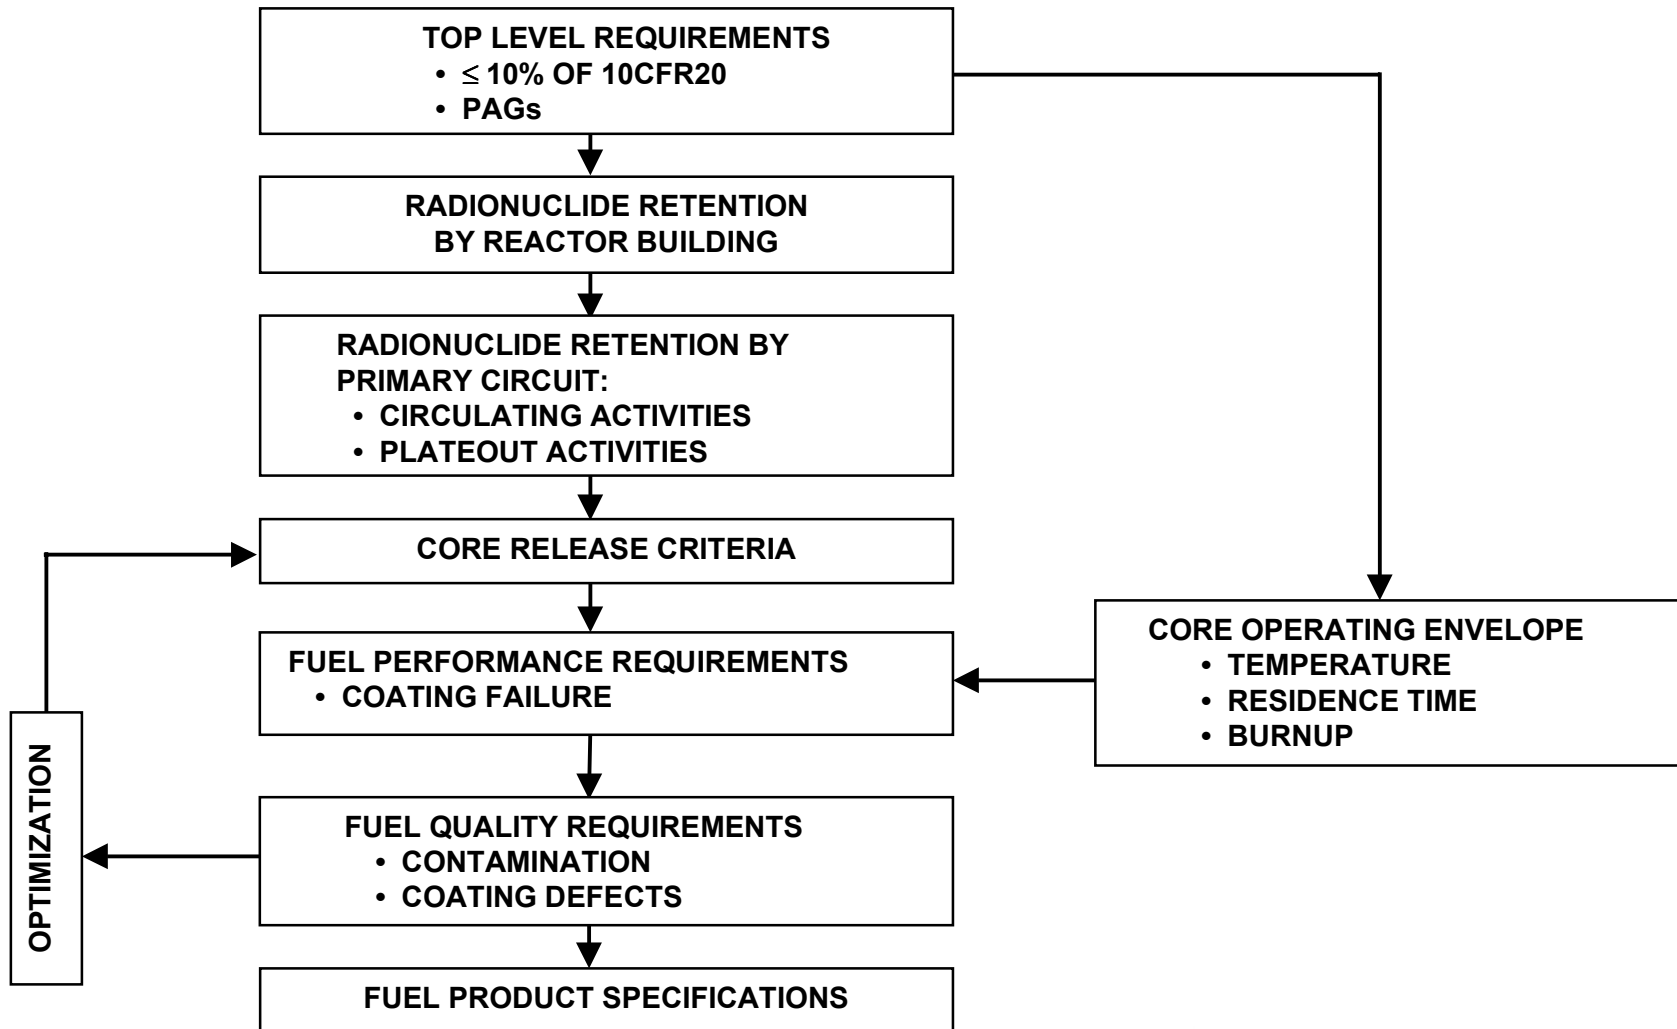 TOP LEVEL REQUIREMENTS
• ≤ 10% OF 10CFR20
• PAGs
RADIONUCLIDE RETENTION
BY REACTOR BUILDING
RADIONUCLIDE RETENTION BY
PRIMARY CIRCUIT:
• CIRCULATING ACTIVITIES
• PLATEOUT ACTIVITIES
CORE RELEASE CRITERIA
FUEL PERFORMANCE REQUIREMENTS
• COATING FAILURE
CORE OPERATING ENVELOPE
• TEMPERATURE
• RESIDENCE TIME
• BURNUP
OPTIMIZATION
FUEL QUALITY REQUIREMENTS
• CONTAMINATION
• COATING DEFECTS
FUEL PRODUCT SPECIFICATIONS